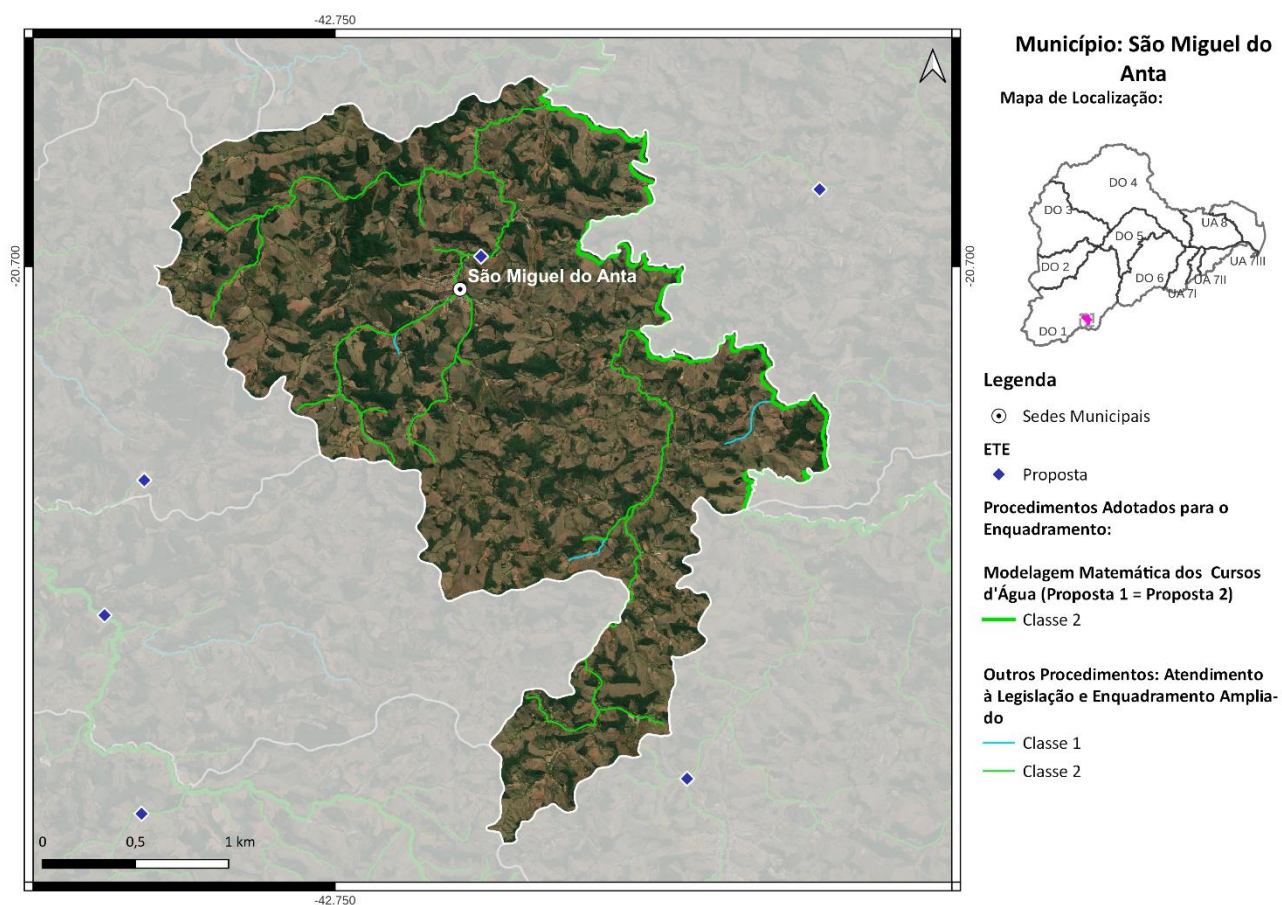 -42.750
-20.700
São Miguel do Anta
-20.700
0 0,5 1 km
-42.750
Município: São Miguel do
Anta
Mapa de Localização:
DO 4
DO 3
UA 8
DO 5
UA 7III
DO 2
DO 6
UA 7II
UA 7I
DO 1
Legenda
Sedes Municipais
ETE
Proposta
Procedimentos Adotados para o
Enquadramento:
Modelagem Matemática dos Cursos
d'Água (Proposta 1 = Proposta 2)
Classe 2
Outros Procedimentos: Atendimento
à Legislação e Enquadramento Amplia-
do
Classe 1
Classe 2